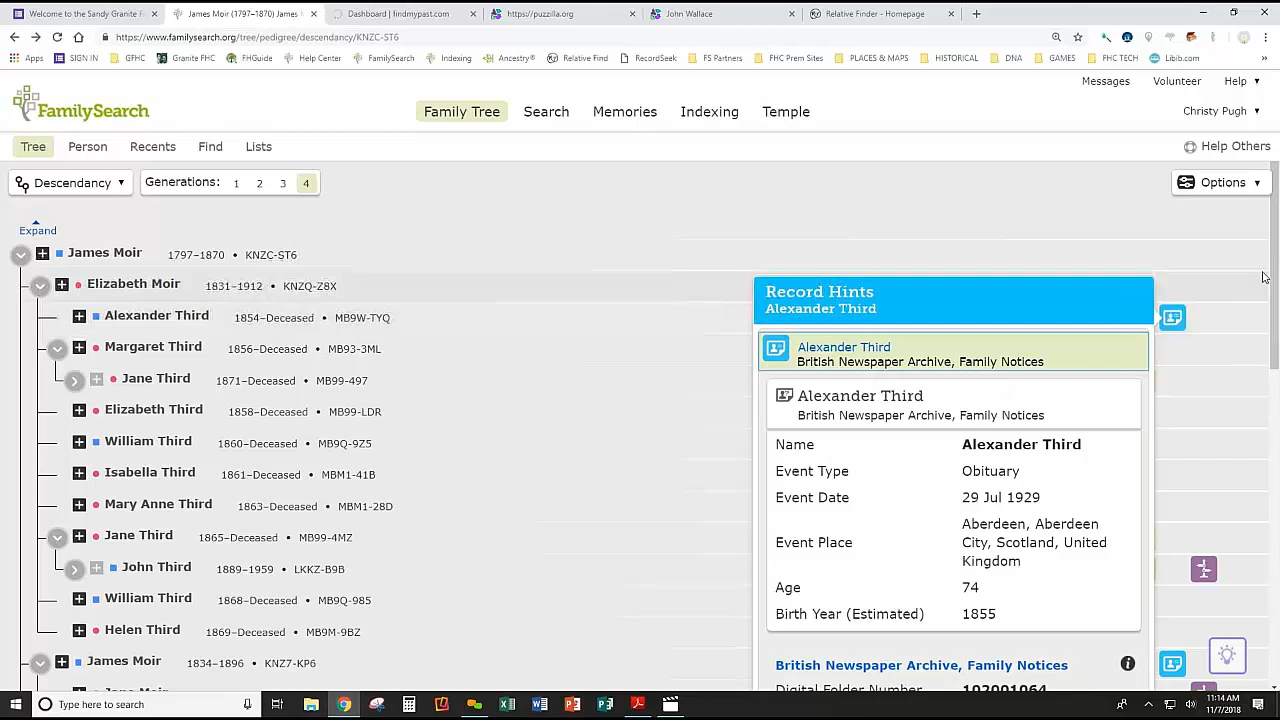 Welcome to the Sandy Granite F
James Moir (1797–1870) James M
Dashboard | findmypast.com
https://puzzilla.org
John Wallace
Relative Finder - Homepage
https://www.familysearch.org/tree/pedigree/descendancy/KNZC-ST6
Apps SIGN IN GFHC Granite FHC FHGuide Help Center FamilySearch Indexing Ancestry® Relative Find RecordSeek FS Partners FHC Prem Sites PLACES & MAPS HISTORICAL DNA GAMES FHC TECH Libib.com
Messages Volunteer Help
FamilySearch
Family Tree Search Memories Indexing Temple
Christy Pugh
Tree Person Recents Find Lists
Help Others
Descendancy Generations: 1 2 3 4
Options
Expand
James Moir 1797–1870 • KNZC-ST6
Elizabeth Moir 1831–1912 • KNZQ-Z8X
Alexander Third 1854–Deceased • MB9W-TYQ
Margaret Third 1856–Deceased • MB93-3ML
Jane Third 1871–Deceased • MB99-497
Elizabeth Third 1858–Deceased • MB99-LDR
William Third 1860–Deceased • MB9Q-9Z5
Isabella Third 1861–Deceased • MBM1-41B
Mary Anne Third 1863–Deceased • MBM1-28D
Jane Third 1865–Deceased • MB99-4MZ
John Third 1889–1959 • LKKZ-B9B
William Third 1868–Deceased • MB9Q-985
Helen Third 1869–Deceased • MB9M-9BZ
James Moir 1834–1896 • KNZ7-KP6
Record Hints
Alexander Third
Alexander Third
British Newspaper Archive, Family Notices
Alexander Third
British Newspaper Archive, Family Notices
Name Alexander Third
Event Type Obituary
Event Date 29 Jul 1929
Event Place Aberdeen, Aberdeen
City, Scotland, United
Kingdom
Age 74
Birth Year (Estimated) 1855
British Newspaper Archive, Family Notices
Digital Folder Number 102001064
Type here to search
11:14 AM
11/7/2018